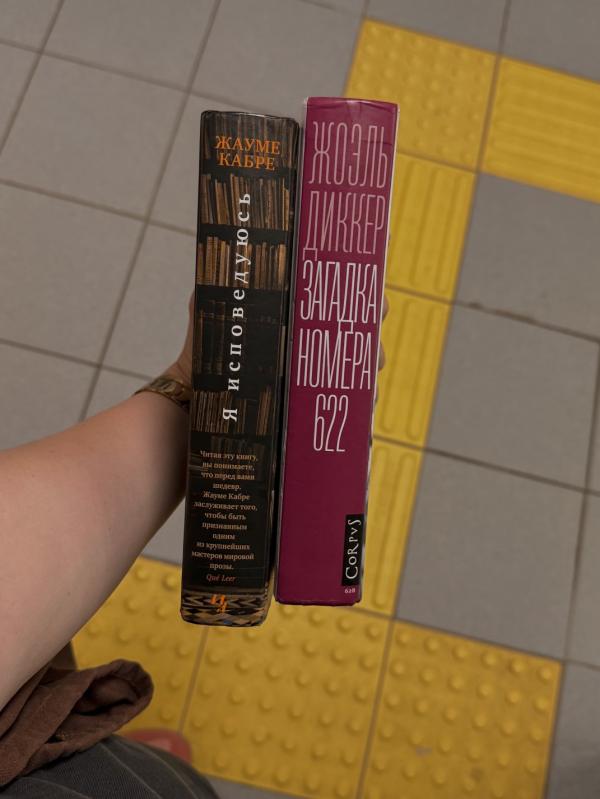 ЖАУМЕ
КАБРЕ
Я исповедуюсь
Читая эту книгу,
вы понимаете,
что перед вами
шедевр.
Жауме Кабре
заслуживает того,
чтобы быть
признанным
одним
из крупнейших
мастеров мировой
прозы.
Qué Leer
ЖОЭЛЬ
ДИККЕР
ЗАГАДКА
НОМЕРА
622
CORPVS
628